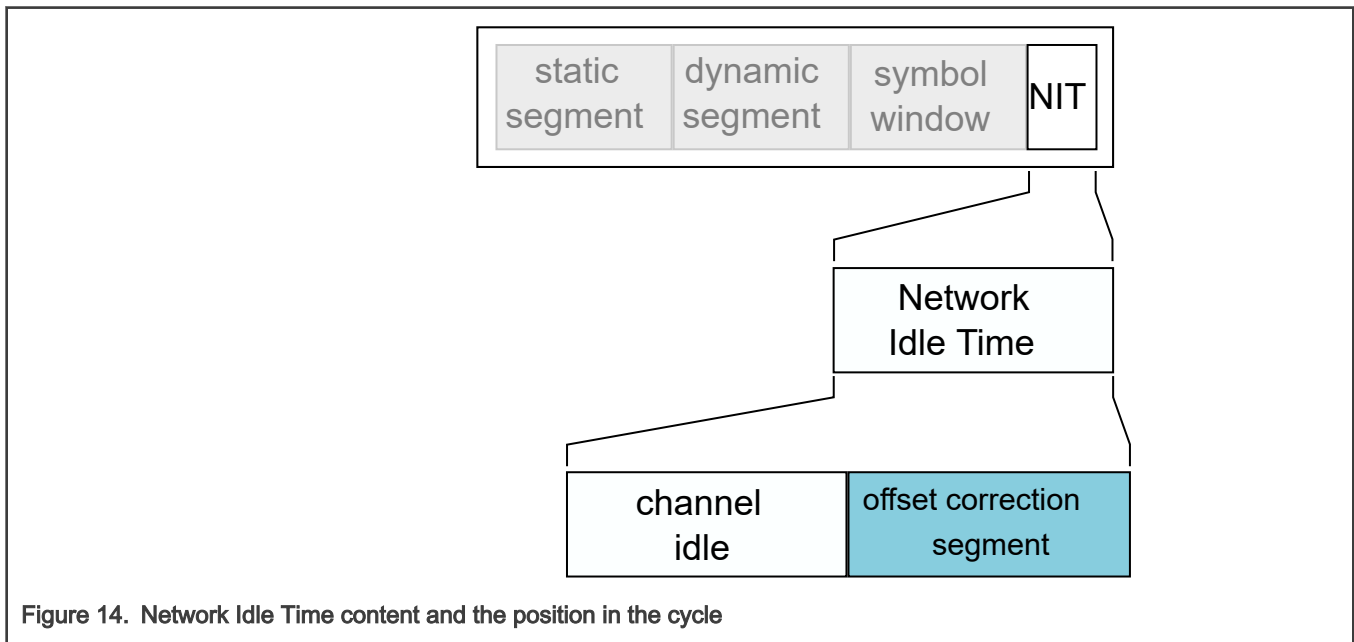 static
segment
dynamic
segment
symbol
window
NIT
Network
Idle Time
channel
idle
offset correction
segment
Figure 14. Network Idle Time content and the position in the cycle